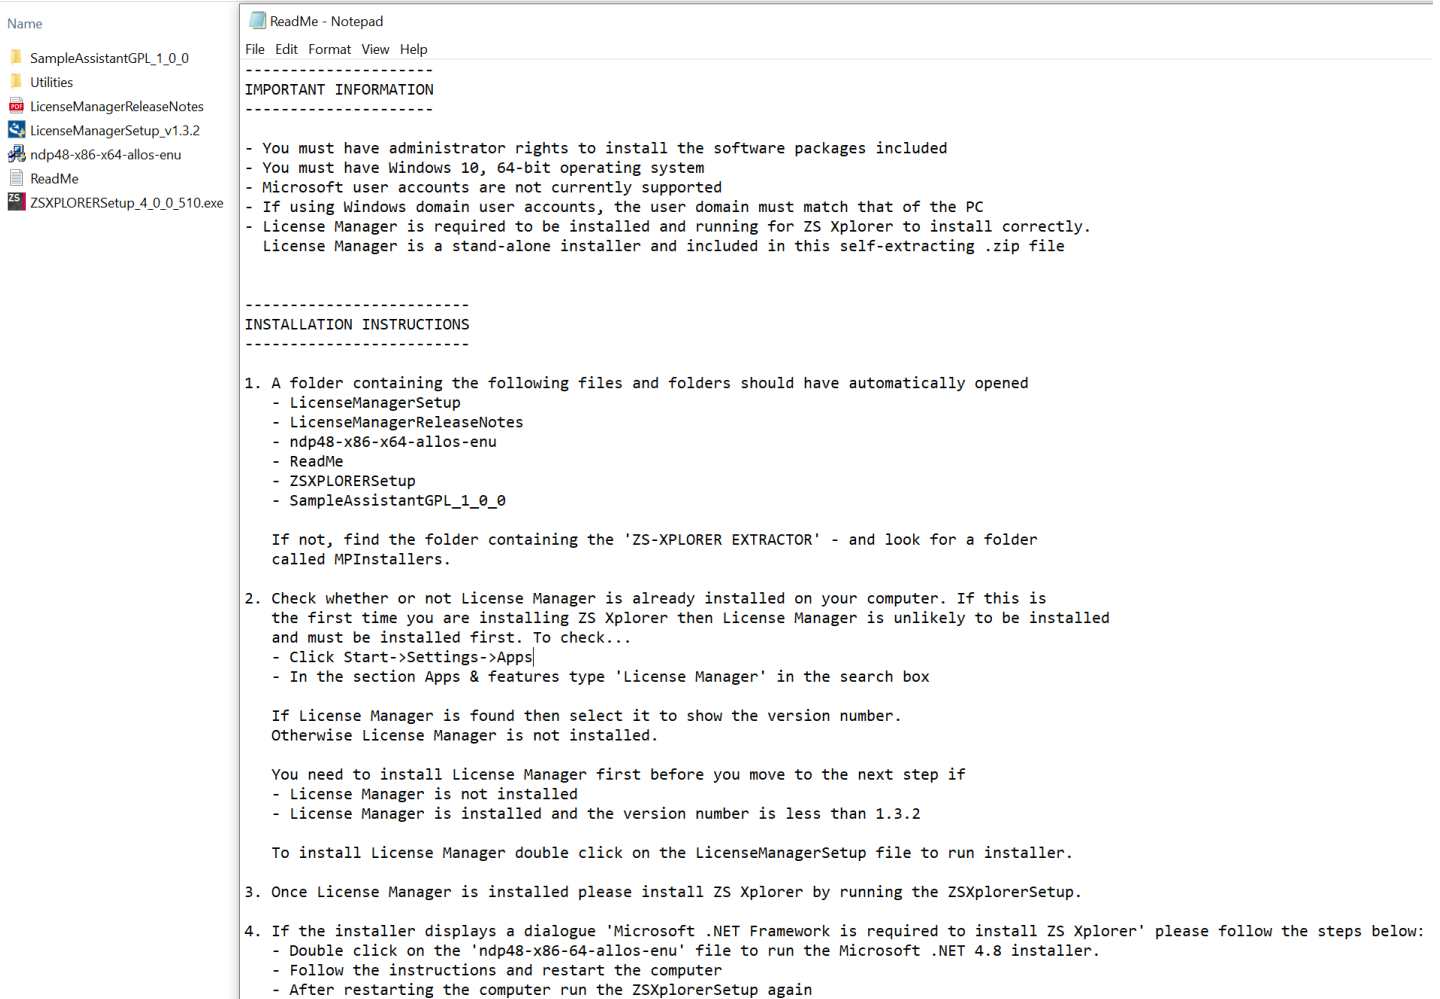 Name
SampleAssistantGPL_1_0_0
Utilities
PDF
LicenseManagerReleaseNotes
LicenseManagerSetup_v1.3.2
ndp48-x86-x64-allos-enu
ReadMe
ZS
ZSXPLORERSetup_4_0_0_510.exe
ReadMe - Notepad
File Edit Format View Help
---------------------
IMPORTANT INFORMATION
---------------------
- You must have administrator rights to install the software packages included
- You must have Windows 10, 64-bit operating system
- Microsoft user accounts are not currently supported
- If using Windows domain user accounts, the user domain must match that of the PC
- License Manager is required to be installed and running for ZS Xplorer to install correctly.
License Manager is a stand-alone installer and included in this self-extracting .zip file
-------------------------
INSTALLATION INSTRUCTIONS
-------------------------
1. A folder containing the following files and folders should have automatically opened
- LicenseManagerSetup
- LicenseManagerReleaseNotes
- ndp48-x86-x64-allos-enu
- ReadMe
- ZSXPLORERSetup
- SampleAssistantGPL_1_0_0
If not, find the folder containing the 'ZS-XPLORER EXTRACTOR' - and look for a folder
called MPInstallers.
2. Check whether or not License Manager is already installed on your computer. If this is
the first time you are installing ZS Xplorer then License Manager is unlikely to be installed
and must be installed first. To check...
- Click Start->Settings->Apps
- In the section Apps & features type 'License Manager' in the search box
If License Manager is found then select it to show the version number.
Otherwise License Manager is not installed.
You need to install License Manager first before you move to the next step if
- License Manager is not installed
- License Manager is installed and the version number is less than 1.3.2
To install License Manager double click on the LicenseManagerSetup file to run installer.
3. Once License Manager is installed please install ZS Xplorer by running the ZSXplorerSetup.
4. If the installer displays a dialogue 'Microsoft .NET Framework is required to install ZS Xplorer' please follow the steps below:
- Double click on the 'ndp48-x86-64-allos-enu' file to run the Microsoft .NET 4.8 installer.
- Follow the instructions and restart the computer
- After restarting the computer run the ZSXplorerSetup again